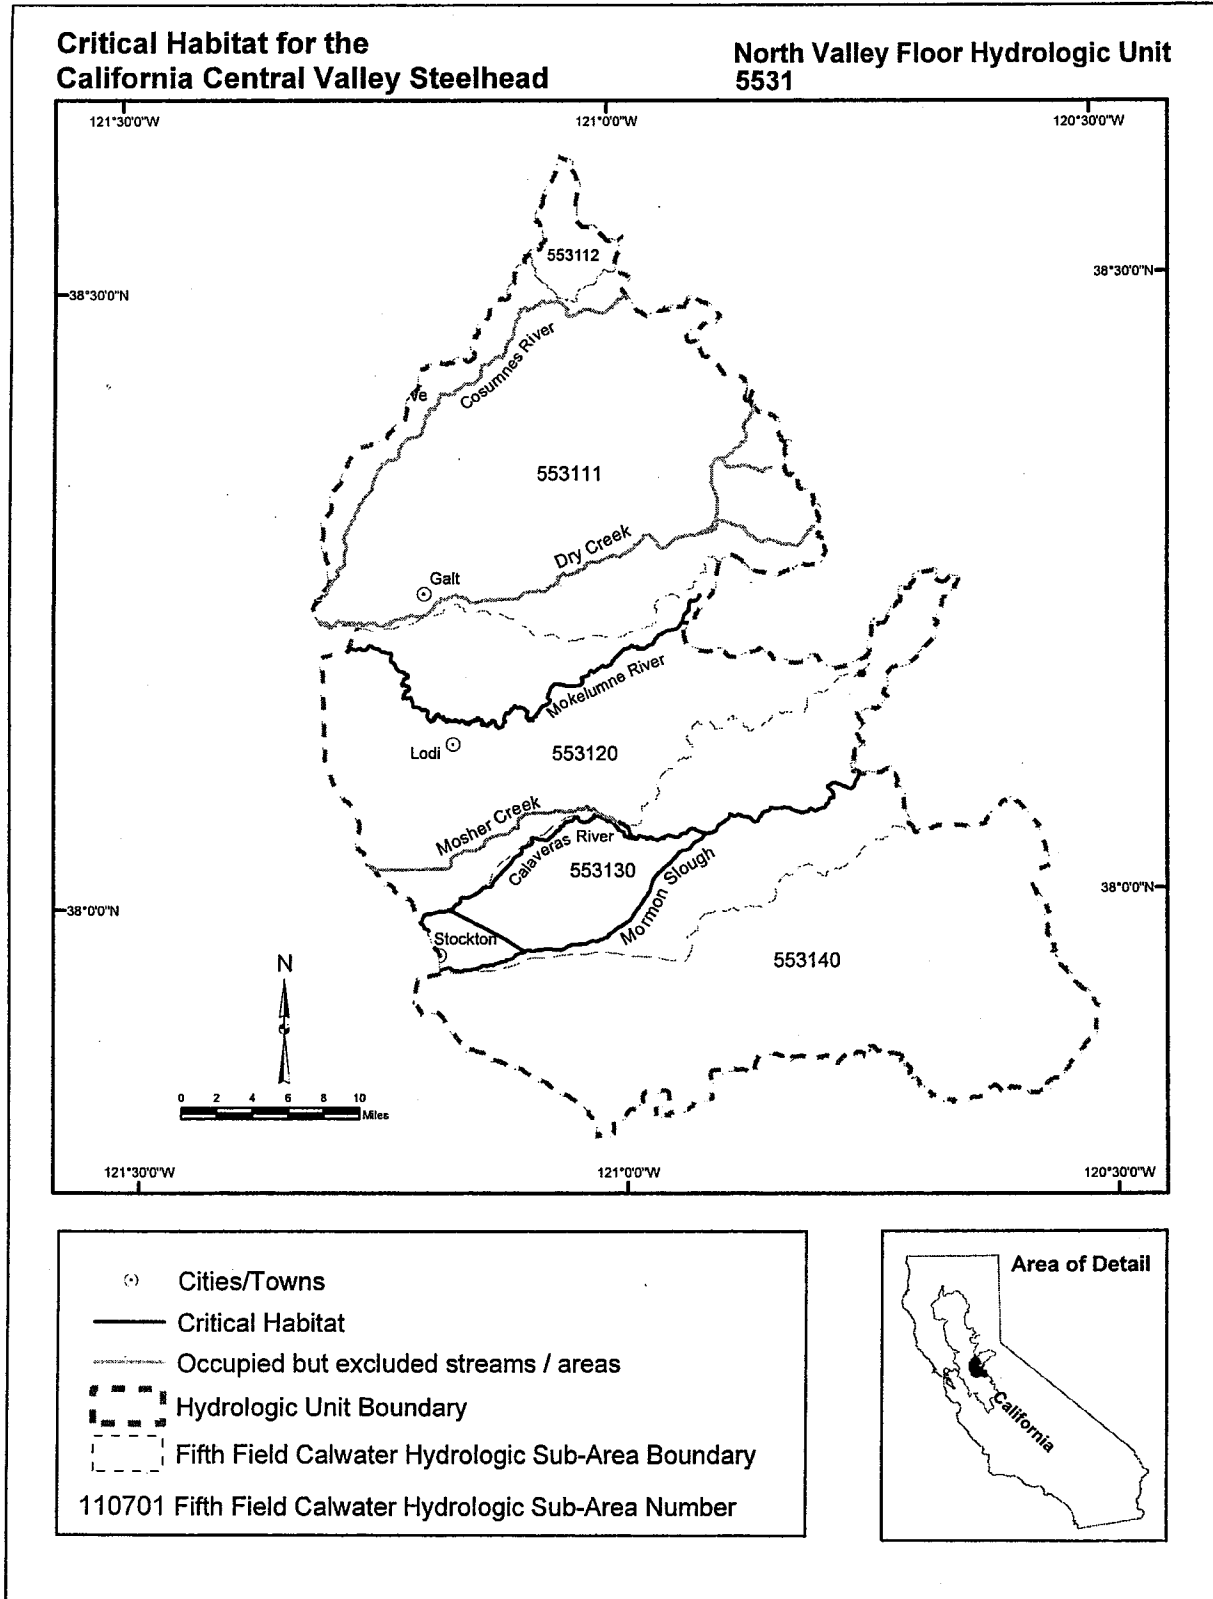 Critical Habitat for the
California Central Valley Steelhead
North Valley Floor Hydrologic Unit
5531
121°30'0"W
121°0'0"W
120°30'0"W
553112
38°30'0"N
38°30'0"N
Cosumnes River
ve
553111
Dry Creek
Galt
Mokelumne River
Lodi
553120
Mosher Creek
Calaveras River
553130
Mormon Slough
38°0'0"N
38°0'0"N
Stockton
553140
N
0 2 4 6 8 10
Miles
121°30'0"W
121°0'0"W
120°30'0"W
Cities/Towns
Critical Habitat
Occupied but excluded streams / areas
Hydrologic Unit Boundary
Fifth Field Calwater Hydrologic Sub-Area Boundary
110701 Fifth Field Calwater Hydrologic Sub-Area Number
Area of Detail
California